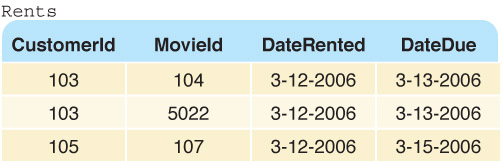 Rents
CustomerId MovieId DateRented DateDue
103 104 3-12-2006 3-13-2006
103 5022 3-12-2006 3-13-2006
105 107 3-12-2006 3-15-2006